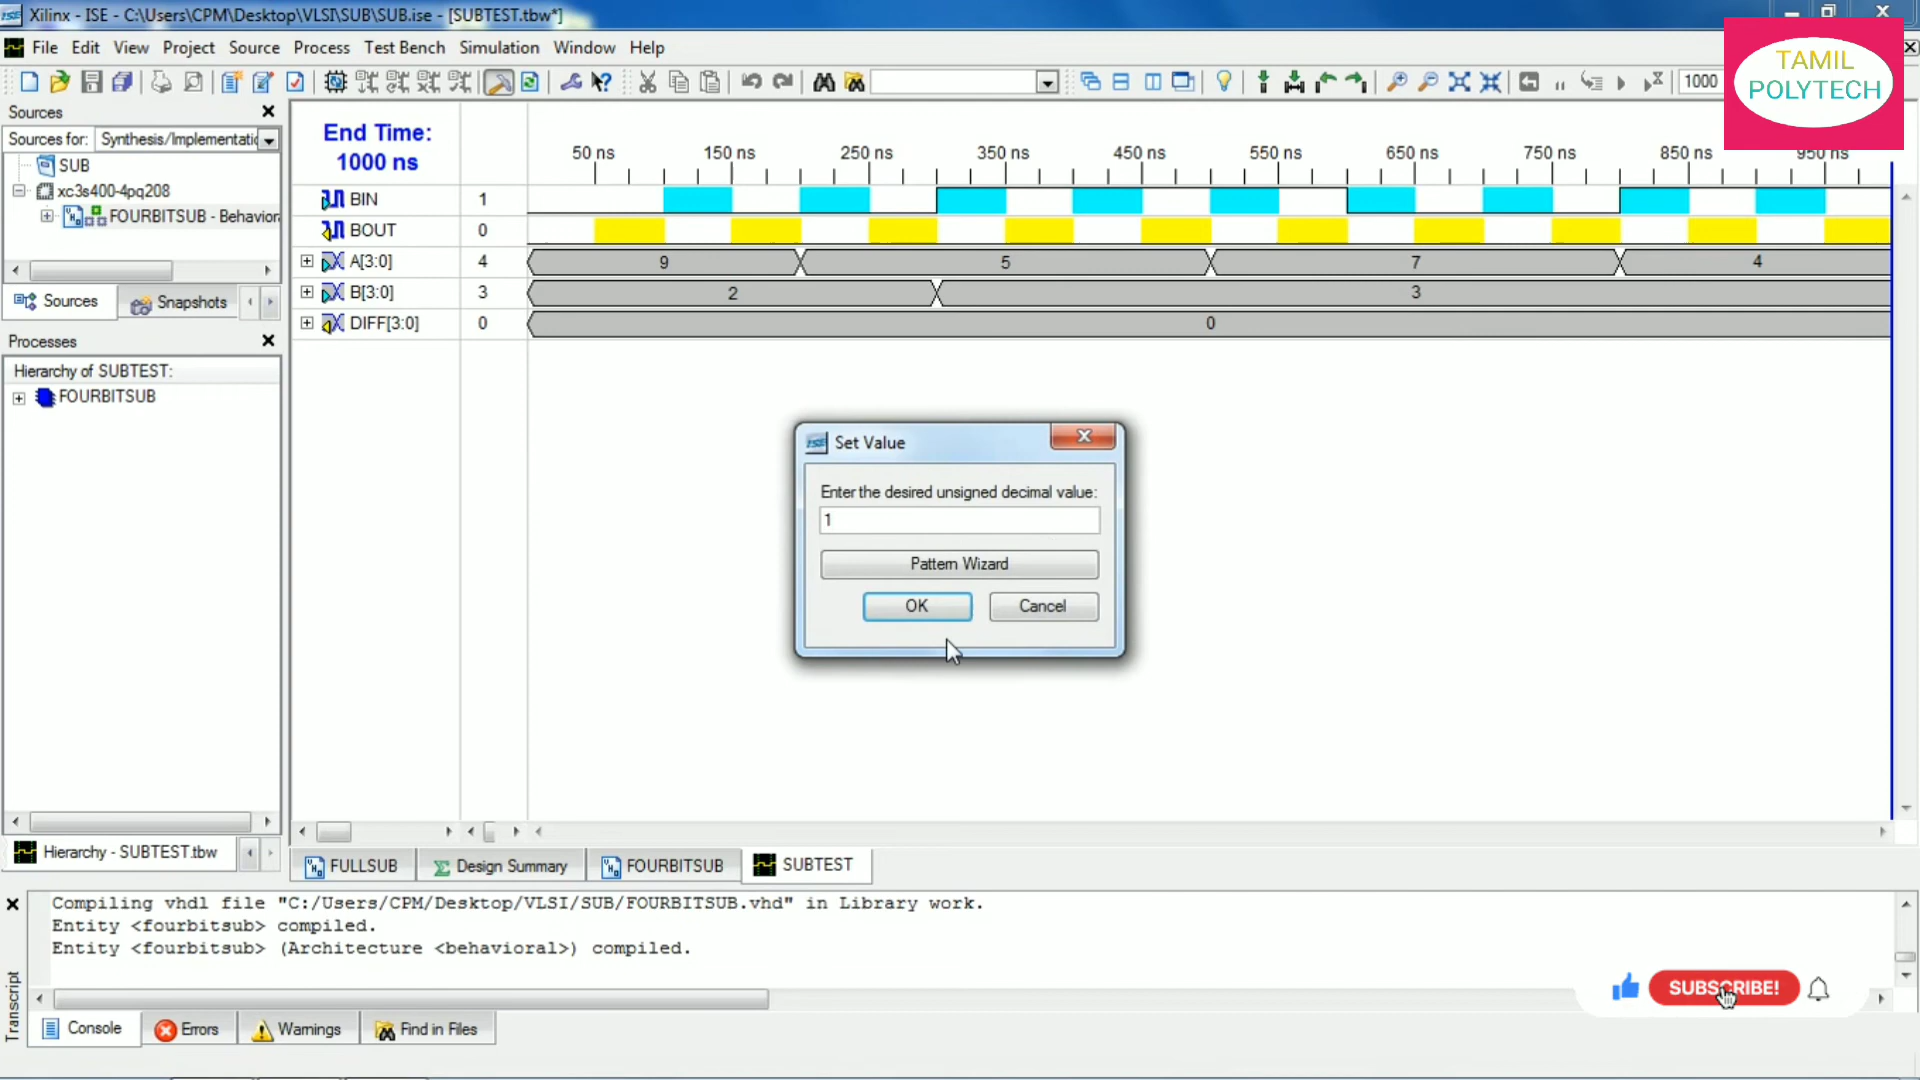 Xilinx - ISE - C:\Users\CPM\Desktop\VLSI\SUB\SUB.ise - [SUBTEST.tbw*]
File Edit View Project Source Process Test Bench Simulation Window Help
1000
TAMIL
POLYTECH
Sources
Sources for: Synthesis/Implementatic
SUB
xc3s400-4pq208
FOURBITSUB - Behavior
Sources Snapshots
Processes
Hierarchy of SUBTEST:
FOURBITSUB
Hierarchy - SUBTEST.tbw
End Time:
1000 ns
50 ns 150 ns 250 ns 350 ns 450 ns 550 ns 650 ns 750 ns 850 ns 950 ns
BIN 1
BOUT 0
A[3:0] 4 9 5 7 4
B[3:0] 3 2 3
DIFF[3:0] 0 0
Set Value
Enter the desired unsigned decimal value:
1
Pattern Wizard
OK Cancel
FULLSUB Design Summary FOURBITSUB SUBTEST
Compiling vhdl file "C:/Users/CPM/Desktop/VLSI/SUB/FOURBITSUB.vhd" in Library work.
Entity <fourbitsub> compiled.
Entity <fourbitsub> (Architecture <behavioral>) compiled.
SUBSCRIBE!
Transcript
Console Errors Warnings Find in Files